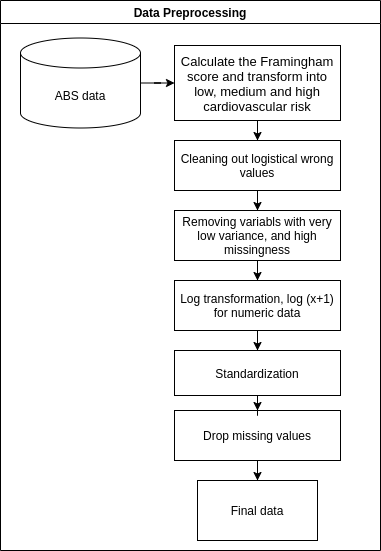 Data Preprocessing
ABS data
Calculate the Framingham
score and transform into
low, medium and high
cardiovascular risk
Cleaning out logistical wrong
values
Removing variabls with very
low variance, and high
missingness
Log transformation, log (x+1)
for numeric data
Standardization
Drop missing values
Final data